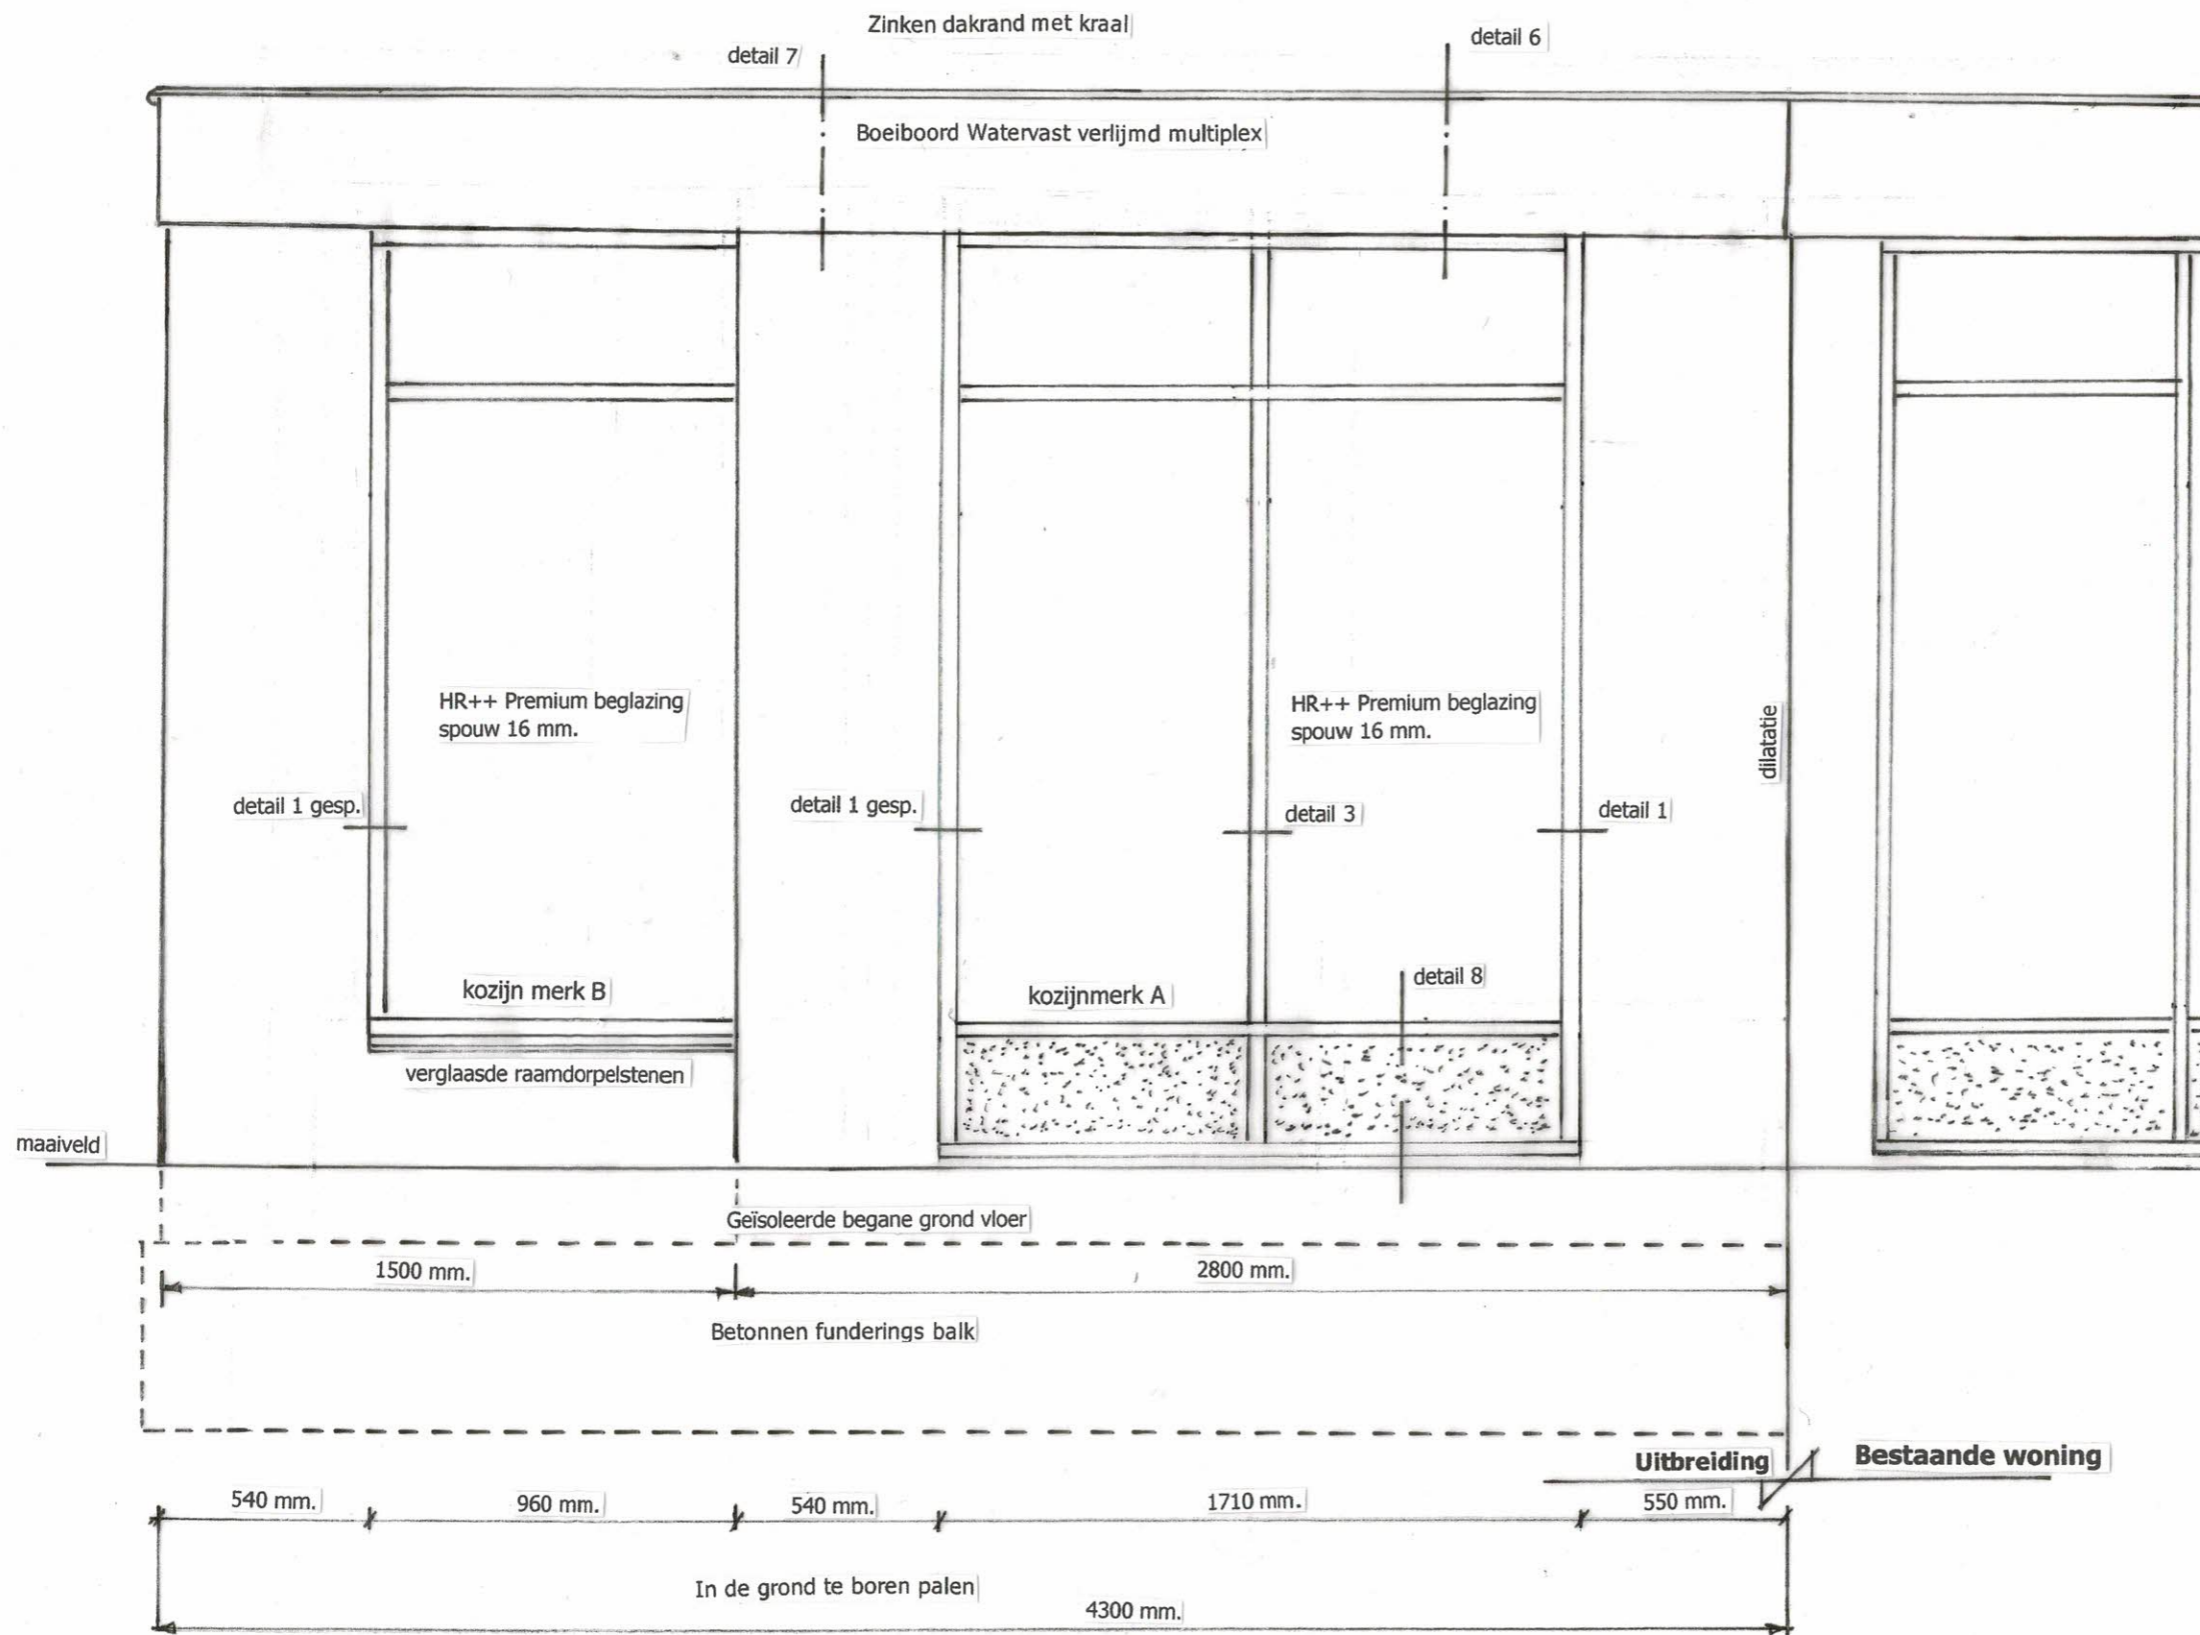 Zinken dakrand met kraal
detail 7
detail 6
Boeiboord Watervast verlijmd multiplex
HR++ Premium beglazing
spouw 16 mm.
HR++ Premium beglazing
spouw 16 mm.
dilatatie
detail 1 gesp.
detail 1 gesp.
detail 3
detail 1
kozijn merk B
kozijnmerk A
detail 8
verglaasde raamdorpelstenen
maaiveld
Geïsoleerde begane grond vloer
1500 mm.
2800 mm.
Betonnen funderings balk
Uitbreiding
Bestaande woning
540 mm.
960 mm.
540 mm.
1710 mm.
550 mm.
In de grond te boren palen
4300 mm.